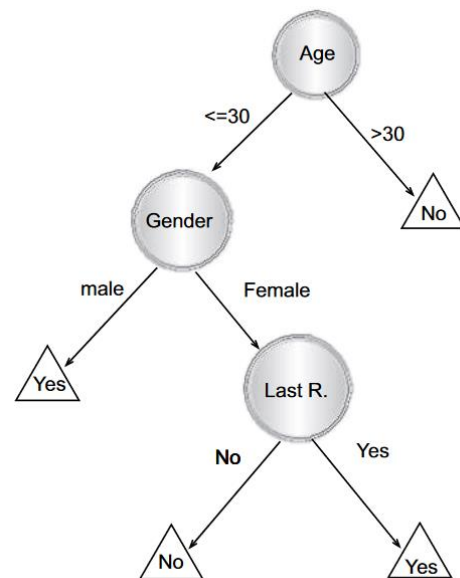 Age
<=30
>30
No
Gender
male
Female
Yes
Last R.
No
Yes
No
Yes